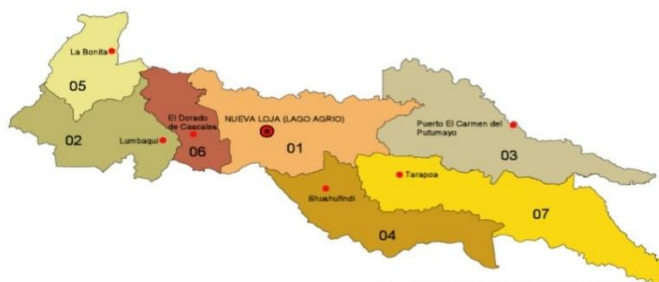 La Bonita
05
02
Lumbaqui
El Dorado
de Cascales
06
NUEVA LOJA (LAGO AGRIO)
01
Puerto El Carmen del
Putumayo
03
Tarapoa
Shushufindi
07
04